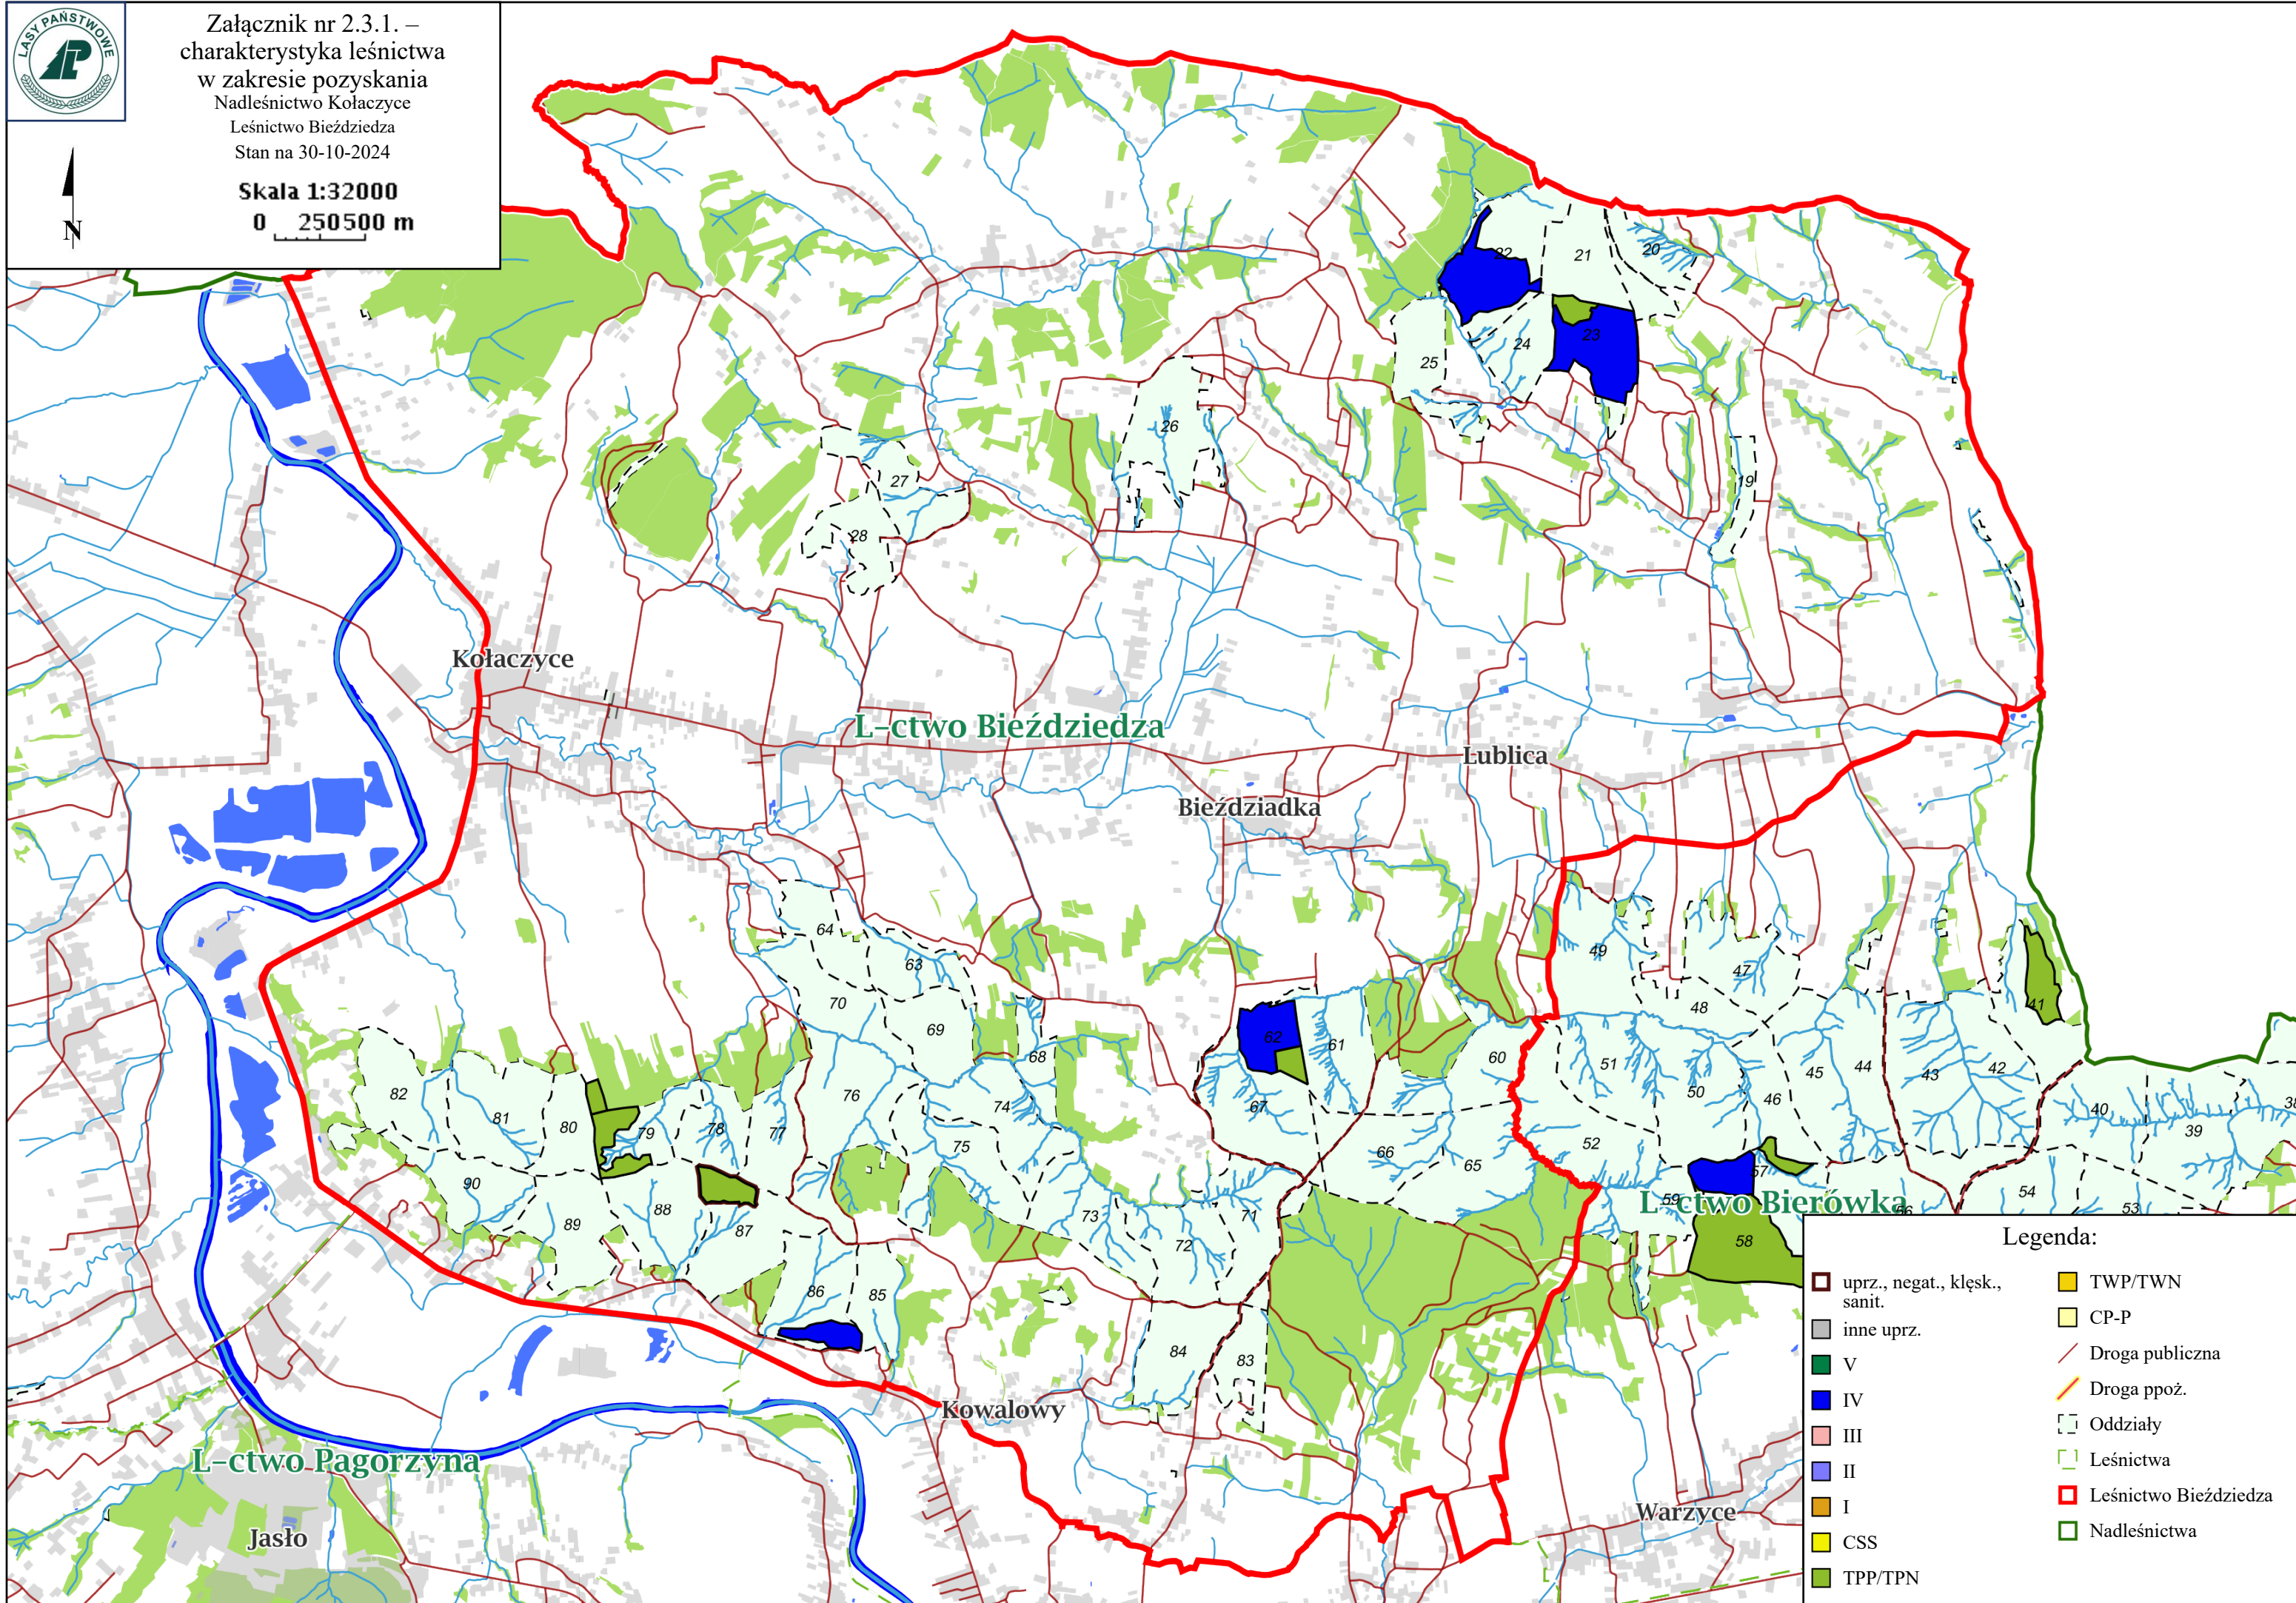 LASY PAŃSTWOWE
LP
Załącznik nr 2.3.1. –
charakterystyka leśnictwa
w zakresie pozyskania
Nadleśnictwo Kołaczyce
Leśnictwo Bieździedza
Stan na 30-10-2024
Skala 1:32000
0 250500 m
N
22
21
20
23
24
25
26
19
27
28
Kołaczyce
L-ctwo Bieździedza
Lublica
Bieździadka
64
63
49
47
70
69
48
41
62
61
68
60
51
50
45
44
43
42
46
82
81
80
79
78
77
76
74
75
67
66
65
52
40
39
38
57
90
89
88
87
73
72
71
59
L-ctwo Bierówka
56
54
53
58
86
85
84
83
Kowalowy
L-ctwo Pagorzyna
Jasło
Warzyce
Legenda:
uprz., negat., klęsk.,
sanit.
inne uprz.
V
IV
III
II
I
CSS
TPP/TPN
TWP/TWN
CP-P
Droga publiczna
Droga ppoż.
Oddziały
Leśnictwa
Leśnictwo Bieździedza
Nadleśnictwa